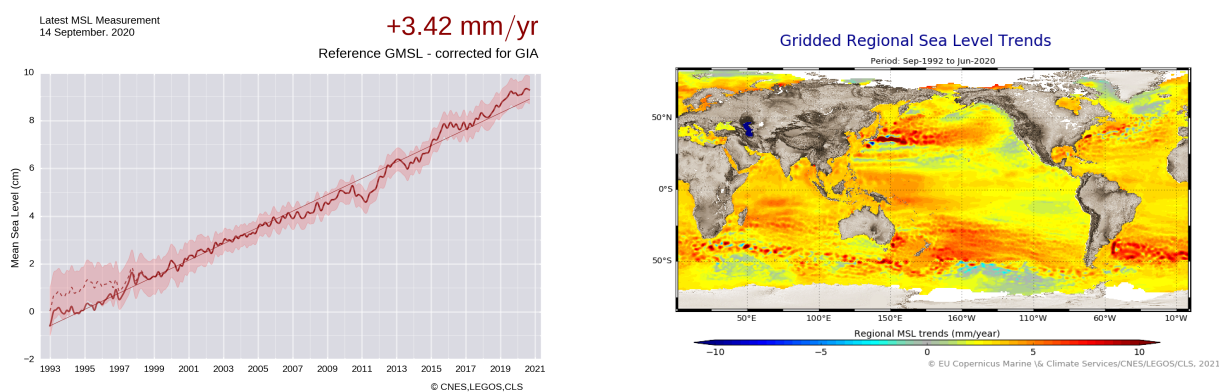 Latest MSL Measurement
14 September. 2020
+3.42 mm/yr
Reference GMSL - corrected for GIA
Mean Sea Level (cm)
10
8
6
4
2
0
−2
1993 1995 1997 1999 2001 2003 2005 2007 2009 2011 2013 2015 2017 2019 2021
© CNES,LEGOS,CLS
Gridded Regional Sea Level Trends
Period: Sep-1992 to Jun-2020
50°N
0°S
50°S
50°E 100°E 150°E 160°W 110°W 60°W 10°W
Regional MSL trends (mm/year)
−10 −5 0 5 10
© EU Copernicus Marine \& Climate Services/CNES/LEGOS/CLS, 2021